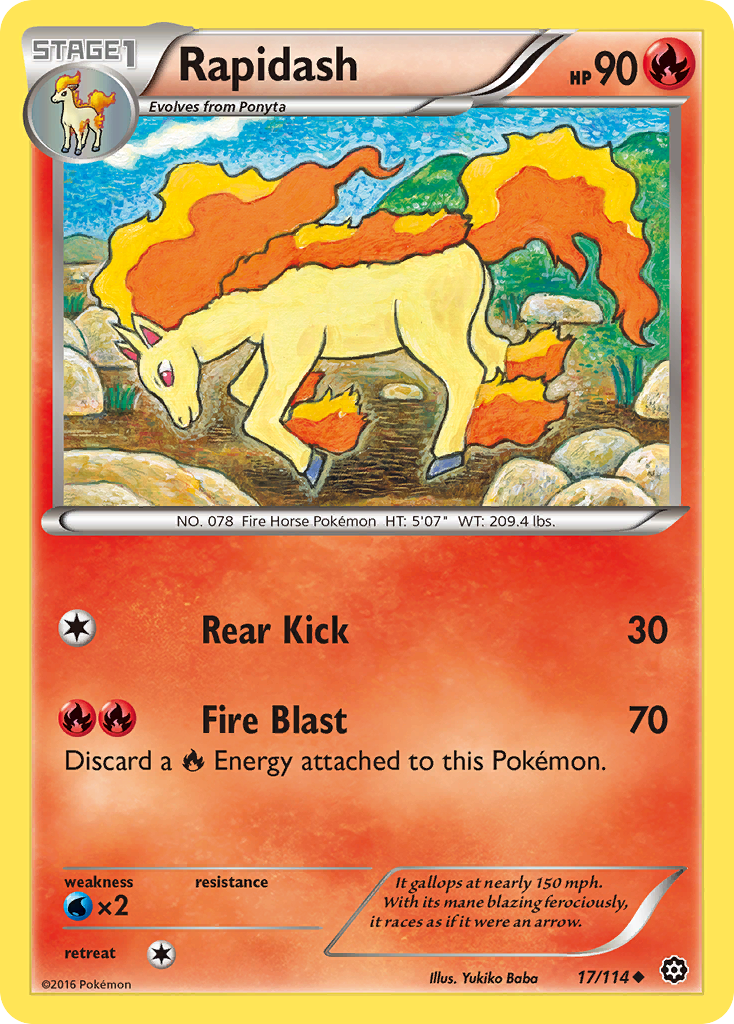 STAGE1
Rapidash
HP 90
Evolves from Ponyta
NO. 078 Fire Horse Pokémon HT: 5'07" WT: 209.4 lbs.
Rear Kick 30
Fire Blast 70
Discard a Energy attached to this Pokémon.
weakness resistance
×2
retreat
It gallops at nearly 150 mph.
With its mane blazing ferociously,
it races as if it were an arrow.
©2016 Pokémon
Illus. Yukiko Baba
17/114